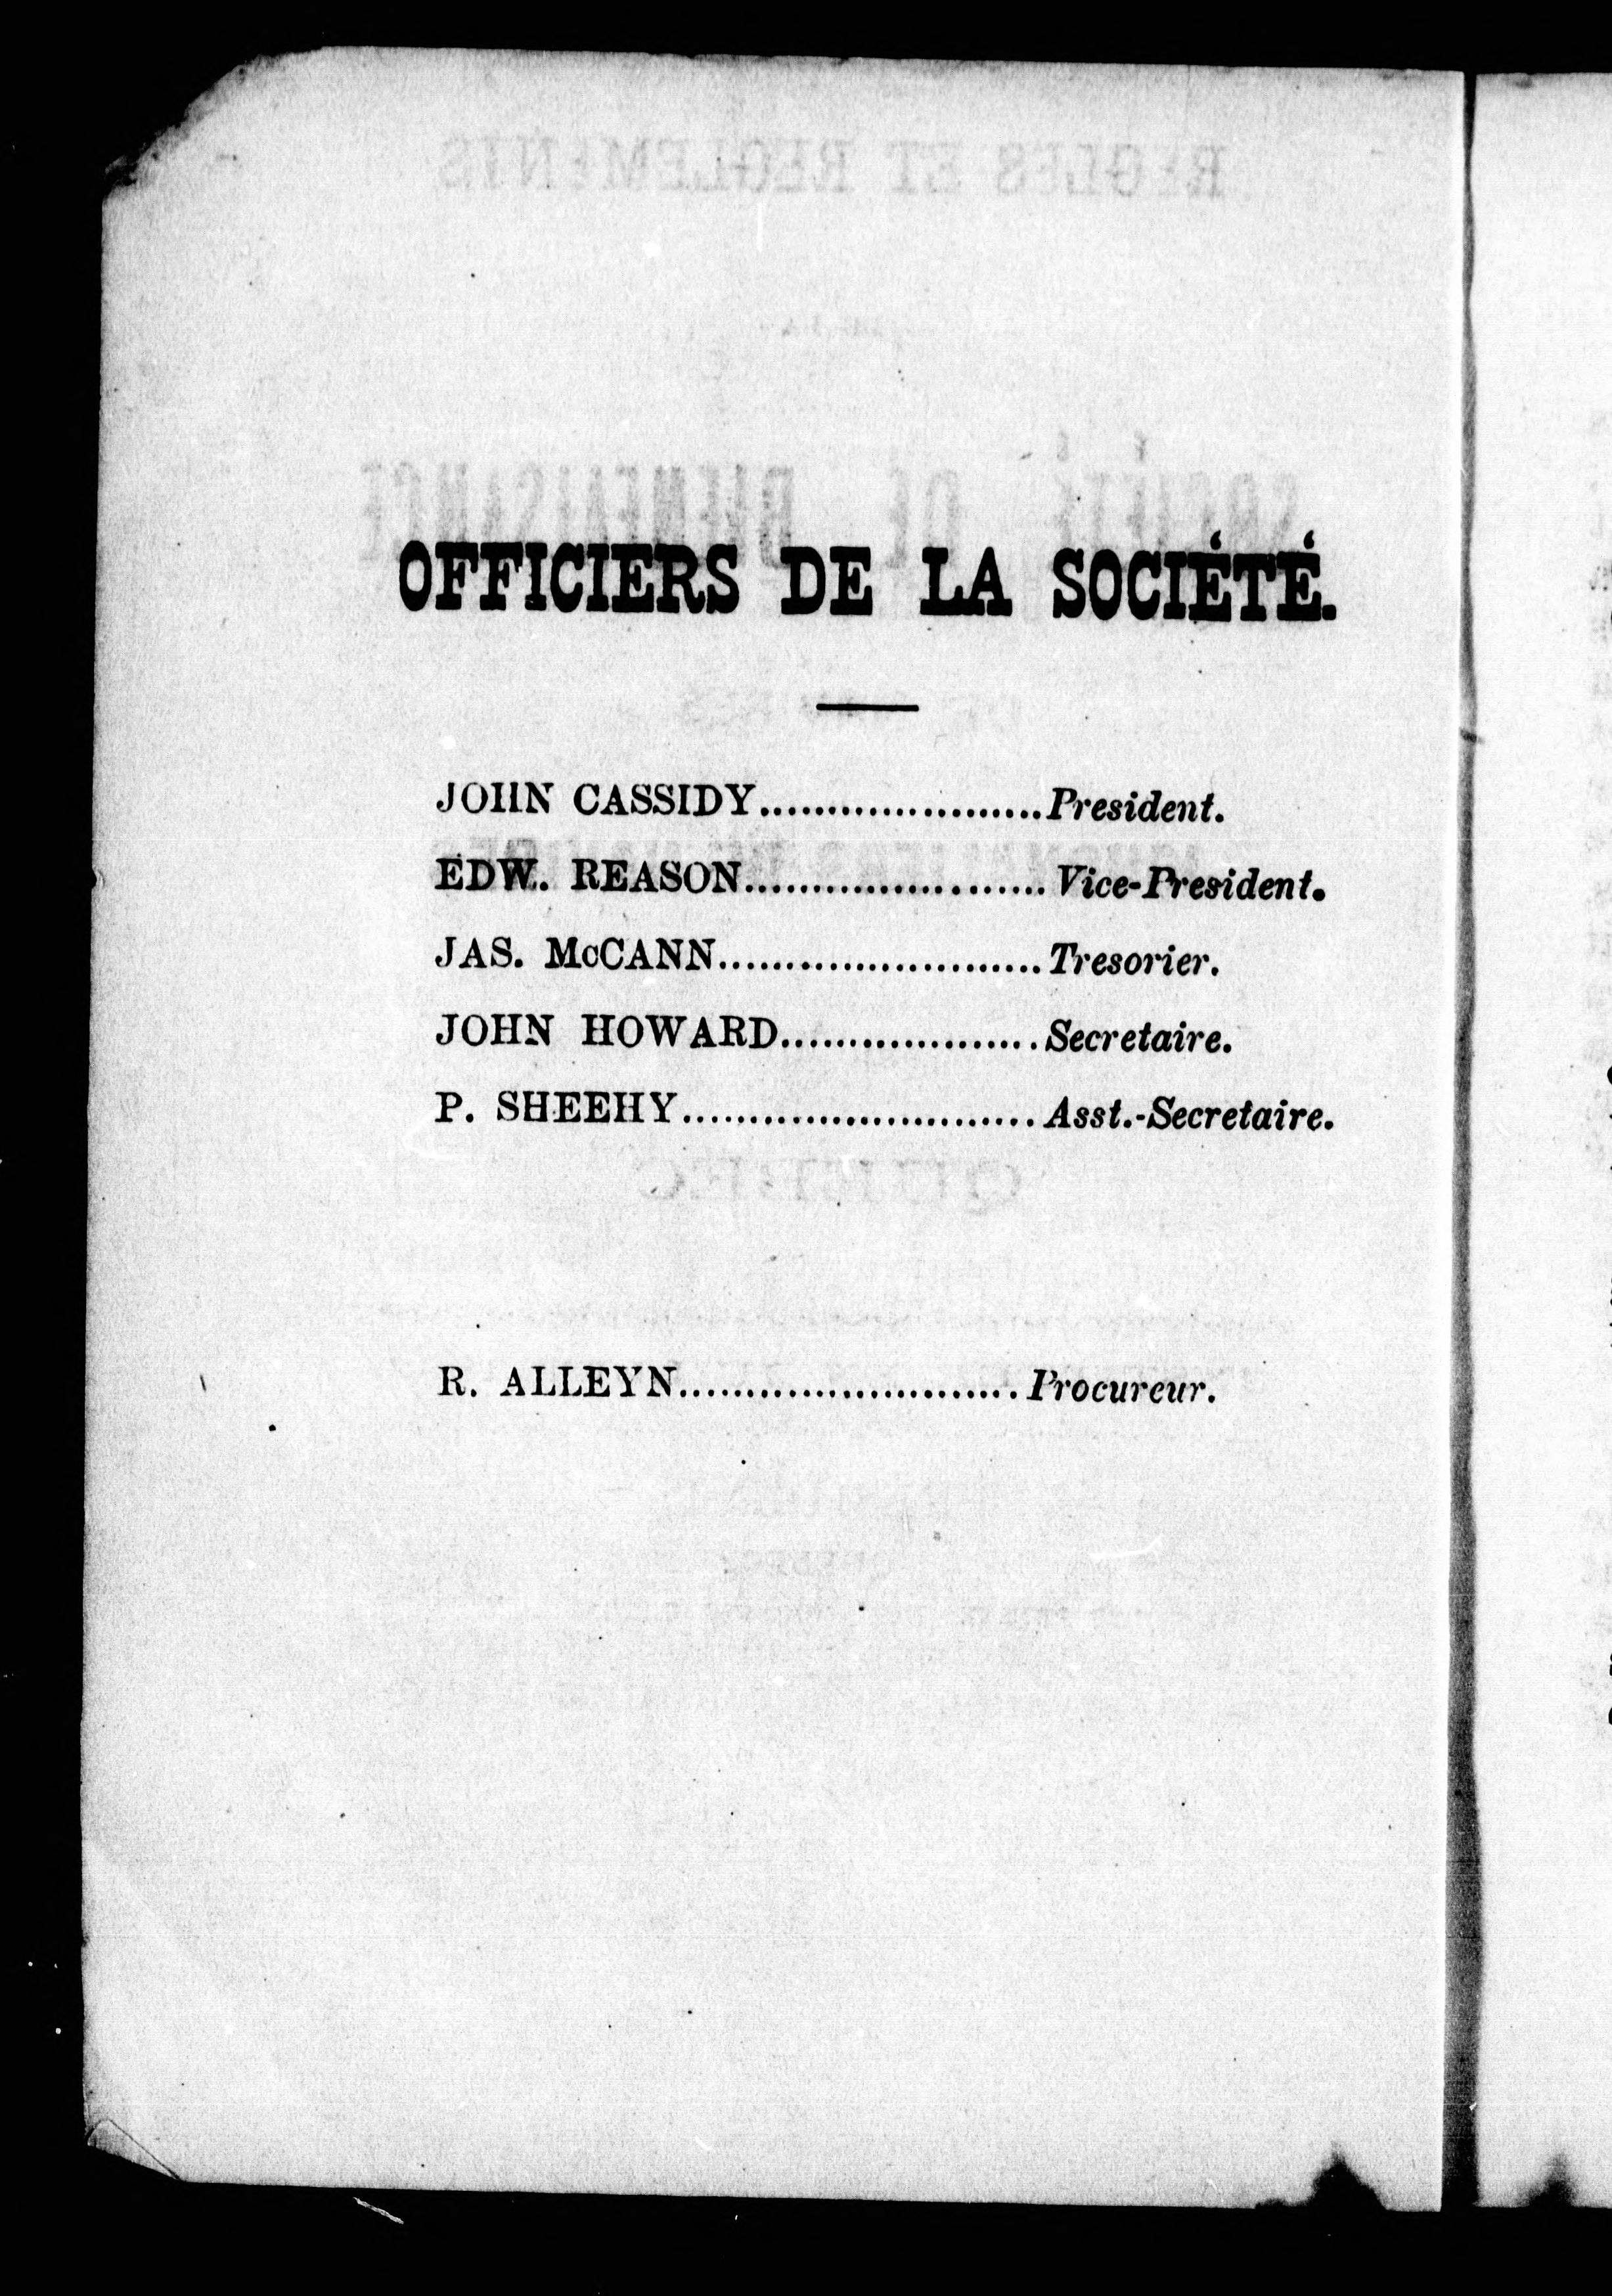 OFFICIERS DE LA SOCIÉTÉ.
JOHN CASSIDY.....................President.
EDW. REASON......................Vice-President.
JAS. McCANN........................Tresorier.
JOHN HOWARD...................Secretaire.
P. SHEEHY..........................Asst.-Secretaire.
R. ALLEYN.........................Procureur.